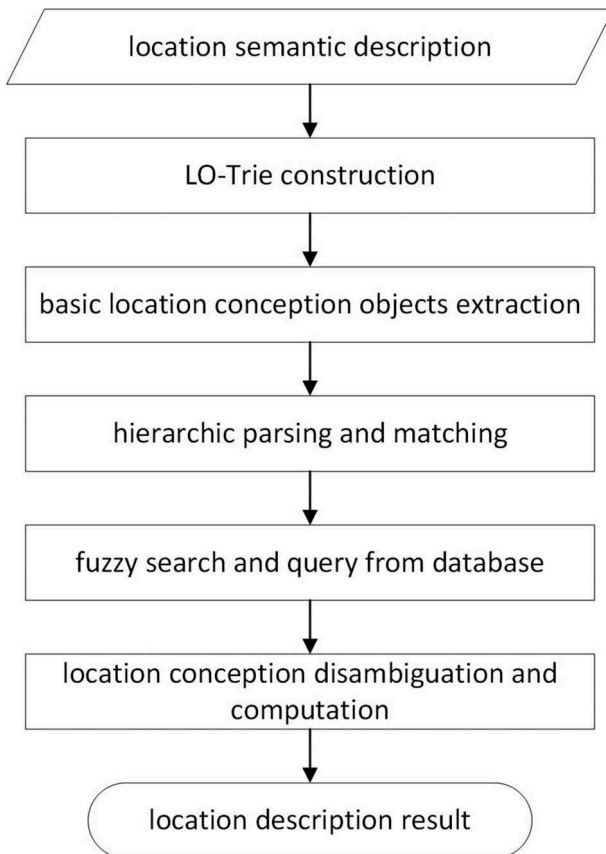 location semantic description
LO-Trie construction
basic location conception objects extraction
hierarchic parsing and matching
fuzzy search and query from database
location conception disambiguation and
computation
location description result